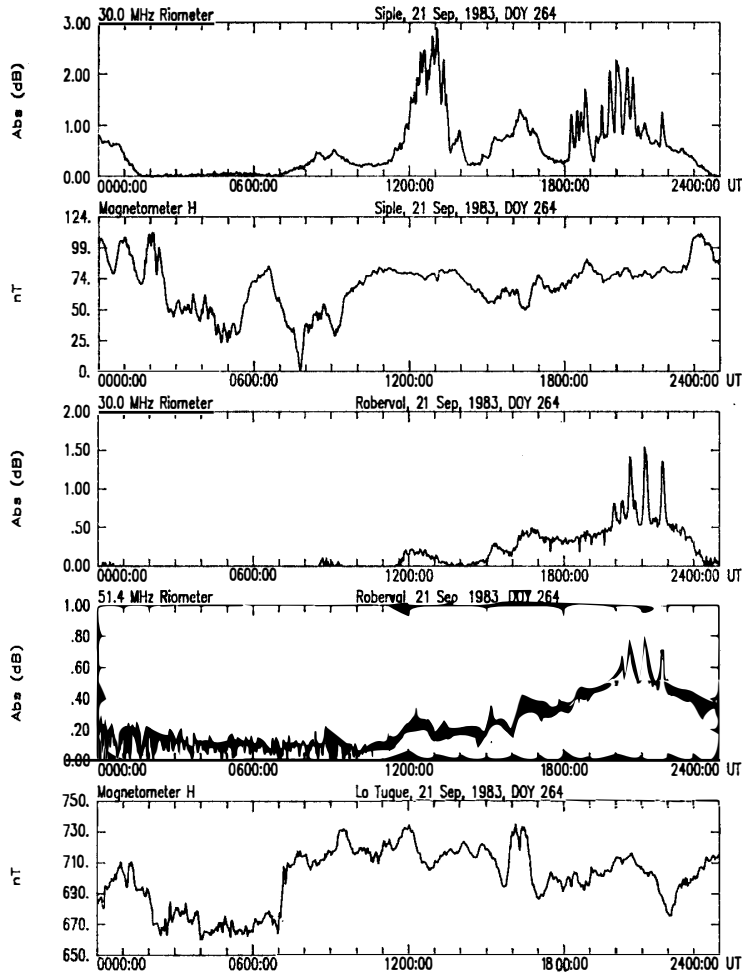 30.0 MHz Riometer Siple, 21 Sep, 1983, DOY 264
3.00
2.00
1.00
0.00
Abs (dB)
0000:00 0600:00 1200:00 1800:00 2400:00 UT
Magnetometer H Siple, 21 Sep, 1983, DOY 264
124.
99.
74.
50.
25.
0.
nT
0000:00 0600:00 1200:00 1800:00 2400:00 UT
30.0 MHz Riometer Roberval, 21 Sep, 1983, DOY 264
2.00
1.50
1.00
.50
0.00
Abs (dB)
0000:00 0600:00 1200:00 1800:00 2400:00 UT
51.4 MHz Riometer Roberval 21 Sep 1983 DOY 264
1.00
.80
.60
.40
.20
0.00
Abs (dB)
0000:00 0600:00 1200:00 1800:00 2400:00 UT
Magnetometer H La Tuque, 21 Sep, 1983, DOY 264
750.
730.
710.
690.
670.
650.
nT
0000:00 0600:00 1200:00 1800:00 2400:00 UT